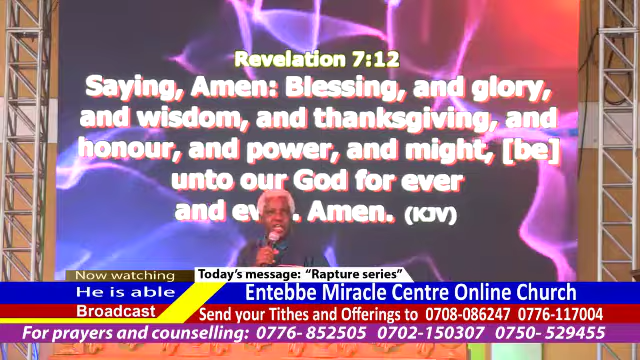 Revelation 7:12
Saying, Amen: Blessing, and glory,
and wisdom, and thanksgiving, and
honour, and power, and might, [be]
unto our God for ever
and ev . Amen. (KJV)
Now watching
Today's message: “Rapture series”
He is able
Entebbe Miracle Centre Online Church
Broadcast
Send your Tithes and Offerings to 0708-086247 0776-117004
For prayers and counselling: 0776- 852505 0702-150307 0750- 529455